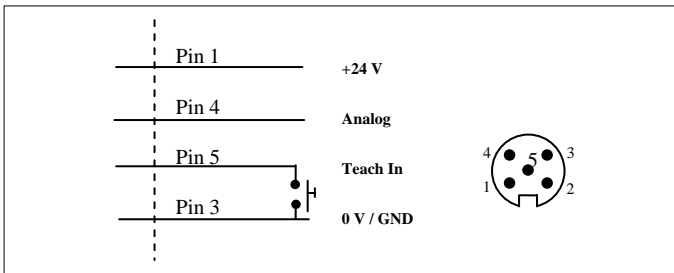 Pin 1 +24 V
Pin 4 Analog
Pin 5 Teach In
Pin 3 0 V / GND
4 5 3
1 2